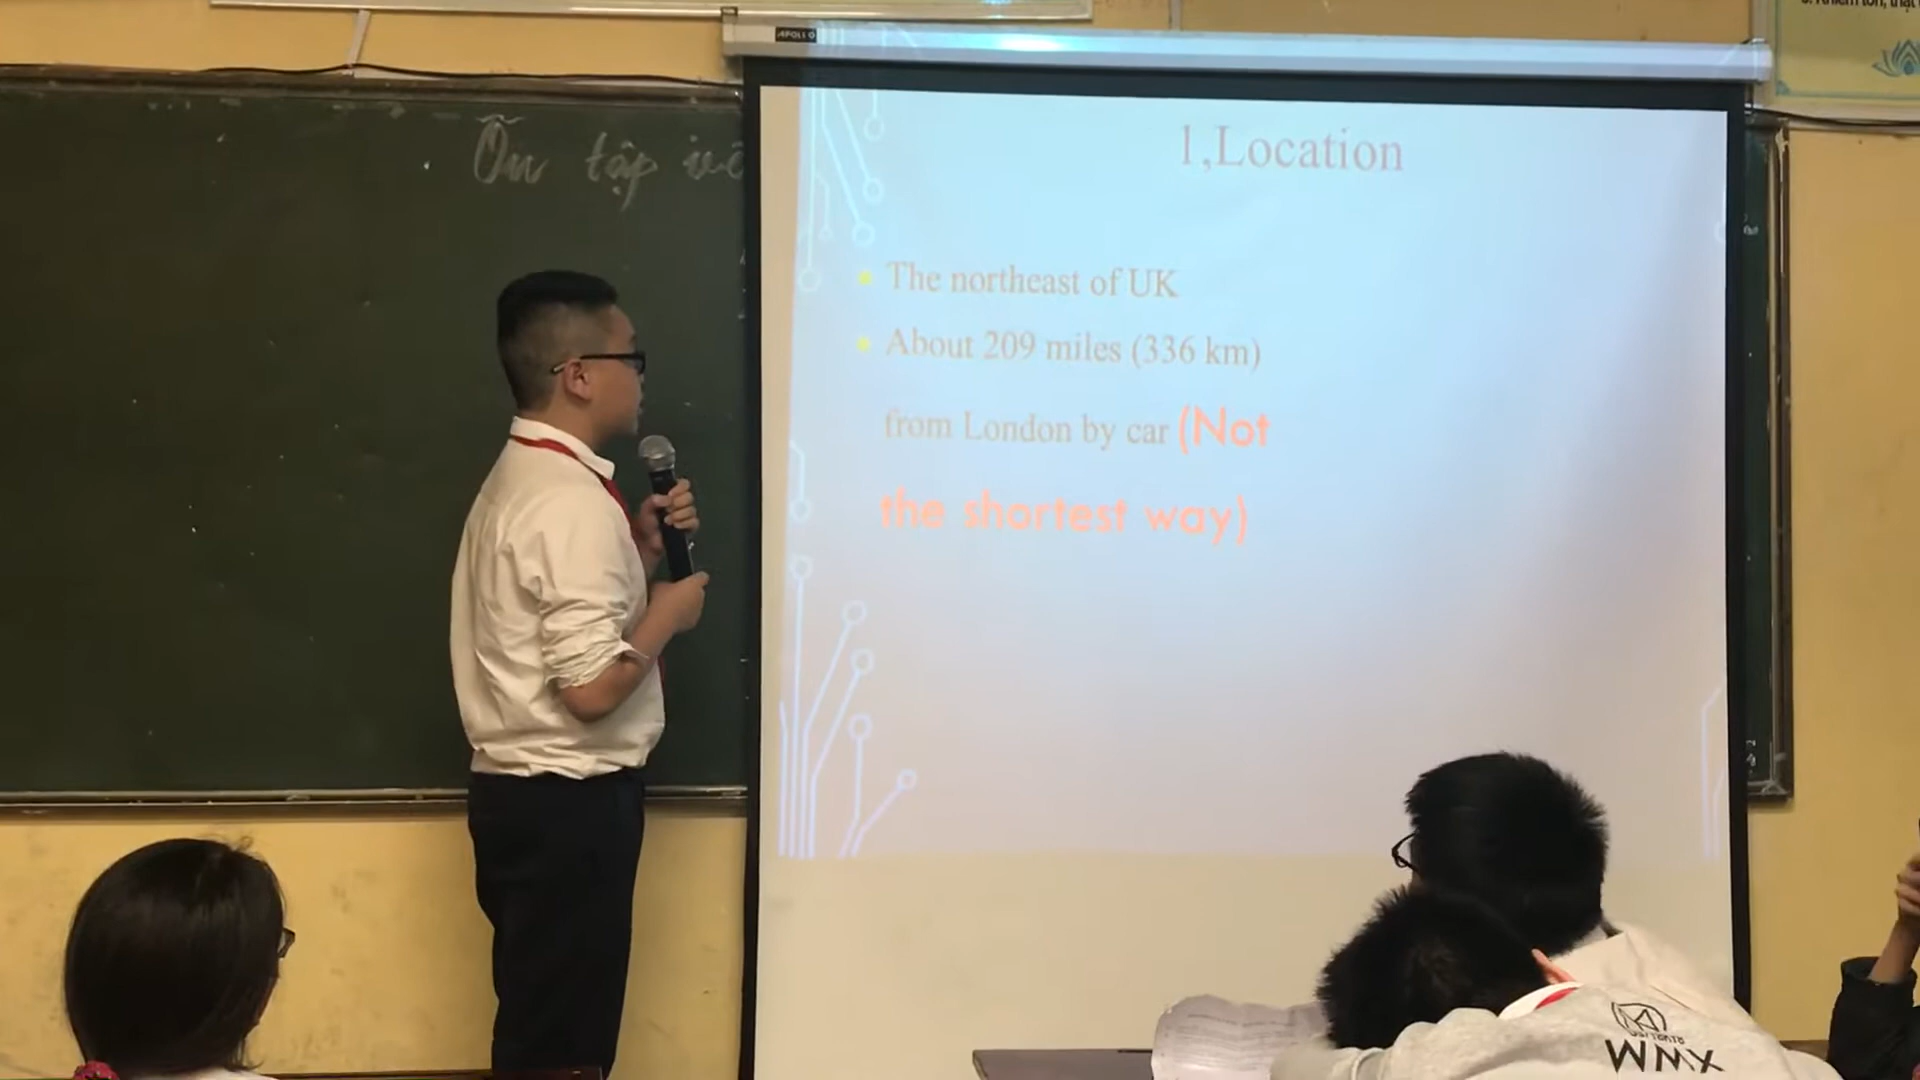 APOLLO
Ôn tập về
1,Location
The northeast of UK
About 209 miles (336 km)
from London by car (Not
the shortest way)
WMX